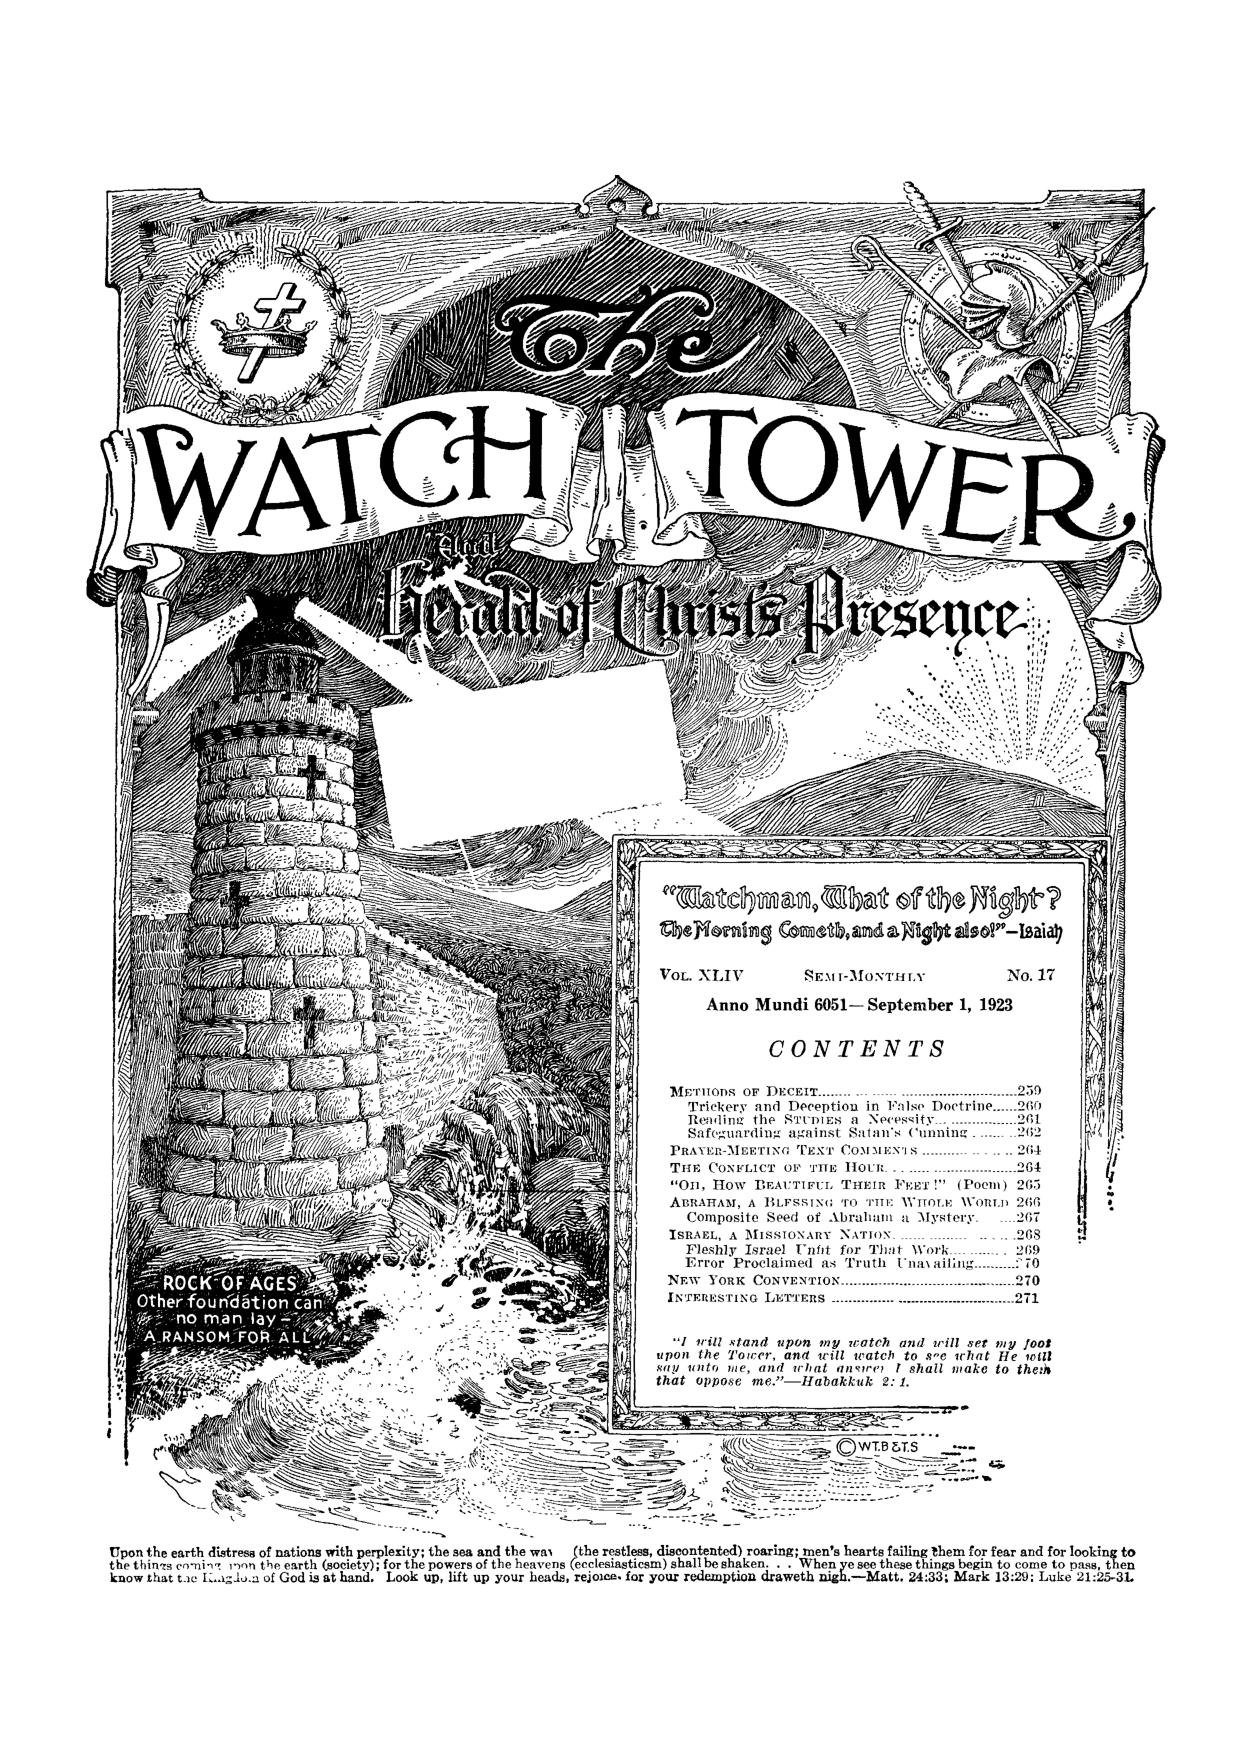 The
WATCH TOWER
And
Herald of Christ's Presence
"Watchman, What of the Night?
The Morning Cometh, and a Night also!"—Isaiah
VOL. XLIV SEMI-MONTHLY No. 17
Anno Mundi 6051—September 1, 1923
CONTENTS
METHODS OF DECEIT 259
Trickery and Deception in False Doctrine 260
Reading the STUDIES a Necessity 261
Safeguarding against Satan's Cunning 262
PRAYER-MEETING TEXT COMMENTS 264
THE CONFLICT OF THE HOUR 264
"OH, HOW BEAUTIFUL THEIR FEET!" (Poem) 265
ABRAHAM, A BLESSING TO THE WHOLE WORLD 266
Composite Seed of Abraham a Mystery 267
ISRAEL, A MISSIONARY NATION 268
Fleshly Israel Unfit for That Work 269
Error Proclaimed as Truth Unavailing 270
NEW YORK CONVENTION 270
INTERESTING LETTERS 271
"I will stand upon my watch and will set my foot
upon the Tower, and will watch to see what He will
say unto me, and what answer I shall make to them
that oppose me."—Habakkuk 2:1.
ROCK OF AGES
Other foundation can
no man lay—
A RANSOM FOR ALL
©W.T.B.&T.S
Upon the earth distress of nations with perplexity; the sea and the wav (the restless, discontented) roaring; men's hearts failing them for fear and for looking to
the things coming upon the earth (society); for the powers of the heavens (ecclesiasticsm) shall be shaken. . . When ye see these things begin to come to pass, then
know that the Kingdom of God is at hand. Look up, lift up your heads, rejoice, for your redemption draweth nigh.—Matt. 24:33; Mark 13:29; Luke 21:25-31.